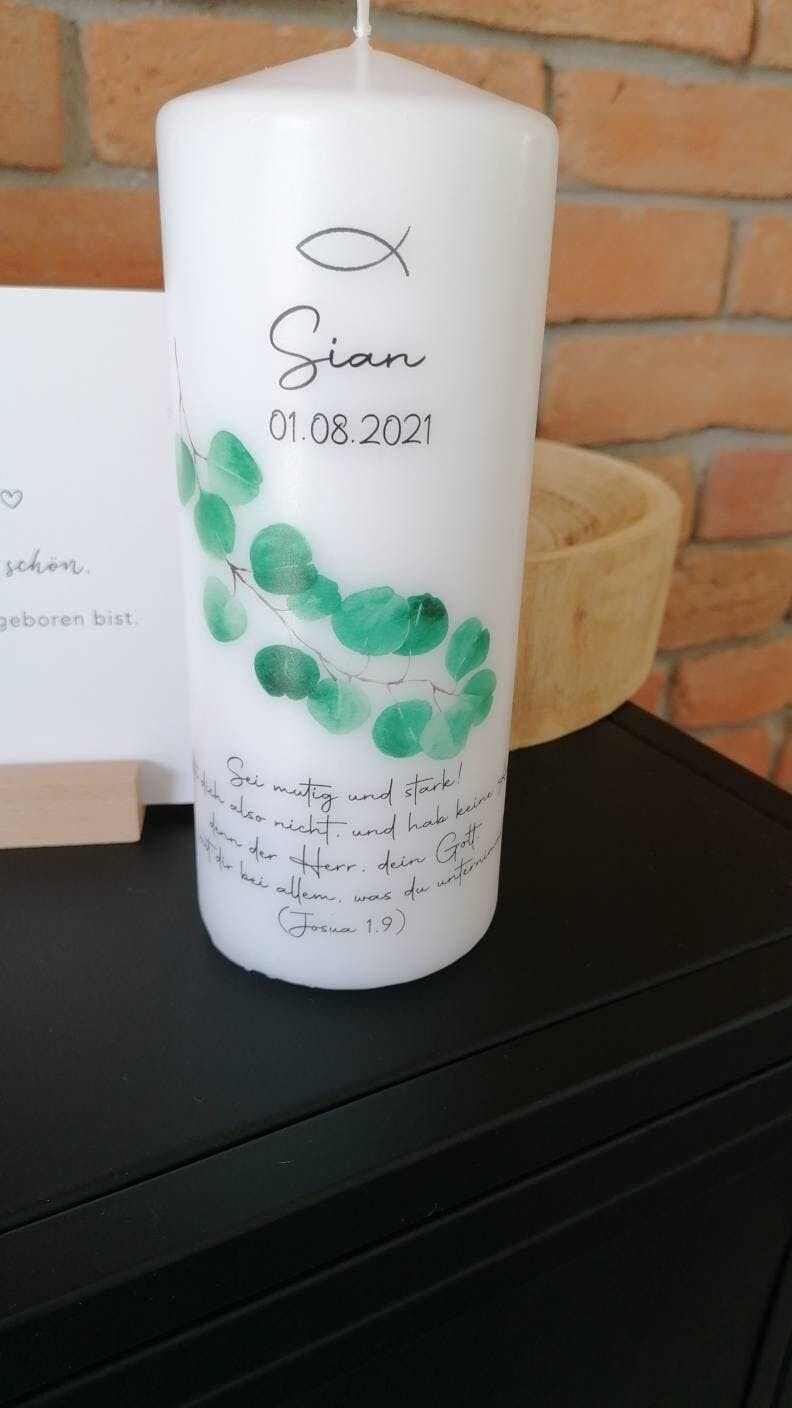 schön.
geboren bist.
Sian
01.08.2021
Sei mutig und stark!
dich also nicht, und hab keine
denn der Herr, dein Gott,
mit dir bei allem, was du
(Josua 1.9)